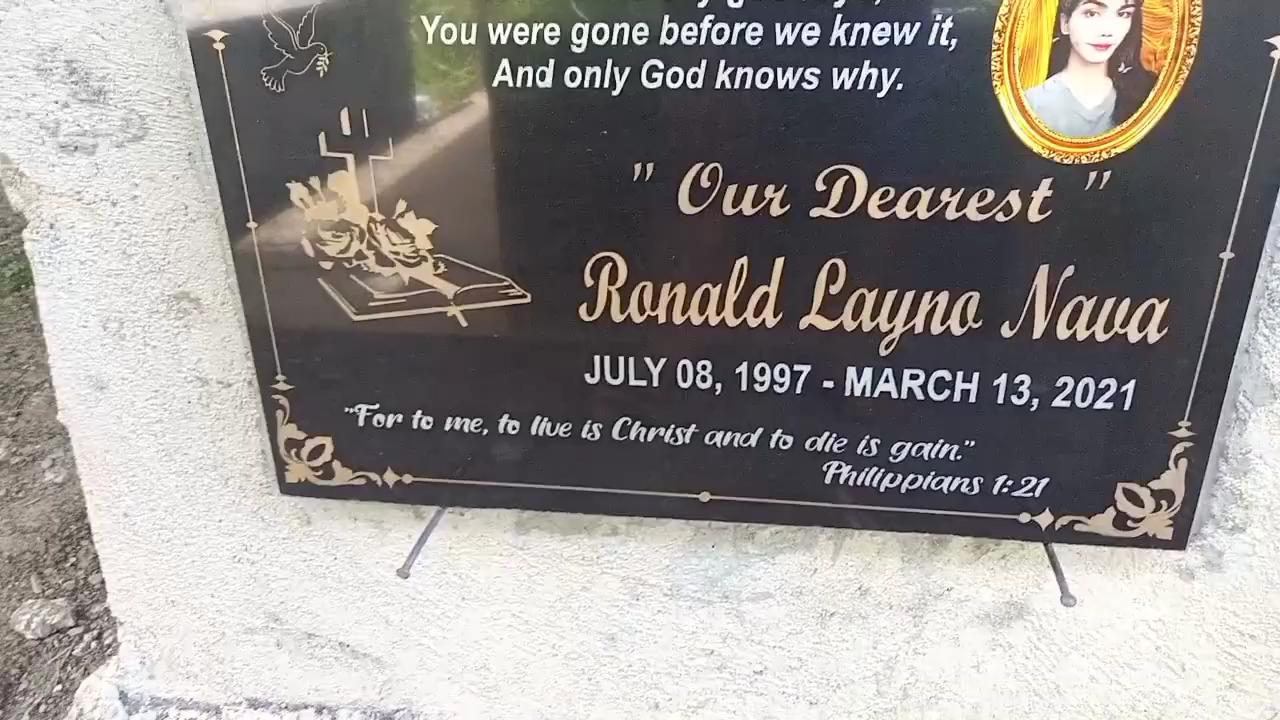 You were gone before we knew it,
And only God knows why.
" Our Dearest "
Ronald Layno Nava
JULY 08, 1997 - MARCH 13, 2021
"For to me, to live is Christ and to die is gain."
Philippians 1:21